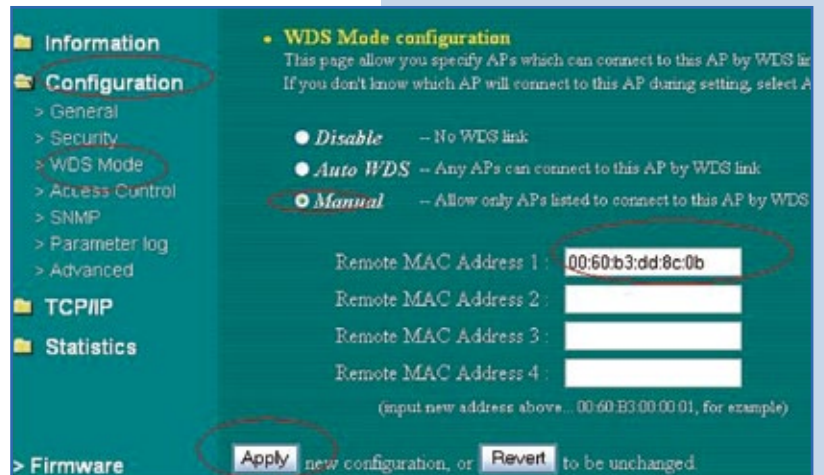 Information
Configuration
> General
> Security
> WDS Mode
> Access Control
> SNMP
> Parameter log
> Advanced
TCP/IP
Statistics
> Firmware
WDS Mode configuration
This page allow you specify APs which can connect to this AP by WDS
If you don't know which AP will connect to this AP during setting, select
Disable -- No WDS link
Auto WDS -- Any APs can connect to this AP by WDS link
Manual -- Allow only APs listed to connect to this AP by WDS
Remote MAC Address 1 : 00:60:b3:dd:8c:0b
Remote MAC Address 2 :
Remote MAC Address 3 :
Remote MAC Address 4 :
(input new address above... 00:60:B3:00:00:01, for example)
Apply new configuration, or Revert to be unchanged.